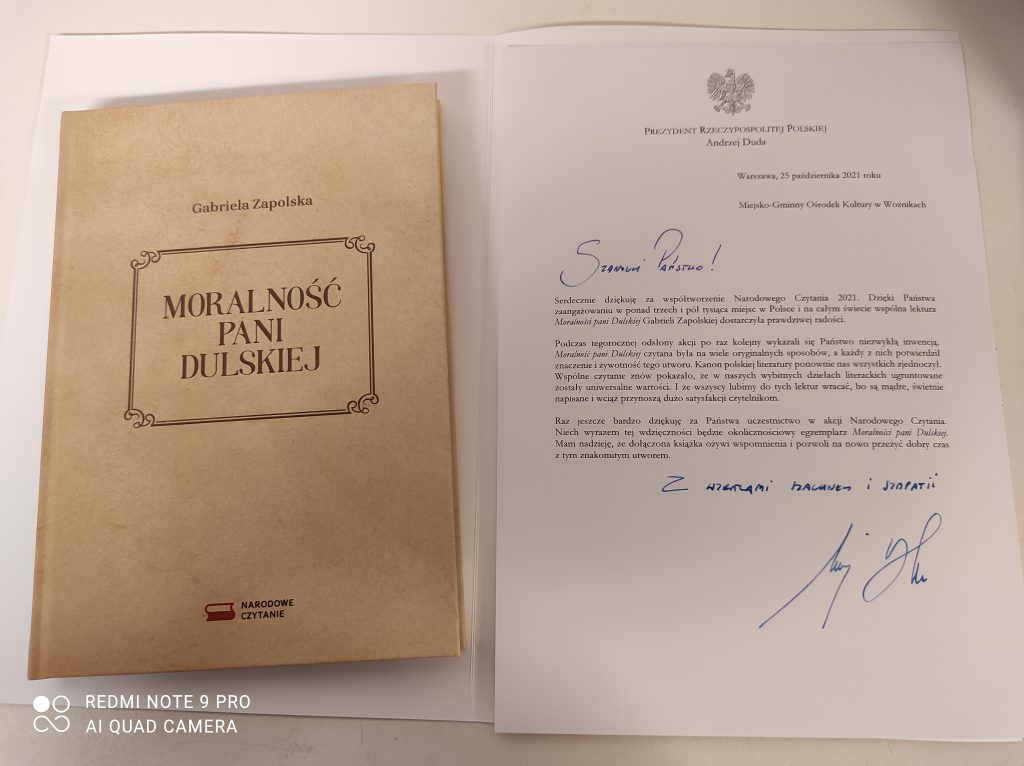 Gabriela Zapolska
MORALNOŚĆ
PANI
DULSKIEJ
NARODOWE
CZYTANIE
PREZYDENT RZECZYPOSPOLITEJ POLSKIEJ
Andrzej Duda
Warszawa, 25 października 2021 roku
Miejsko-Gminny Ośrodek Kultury w Woźnikach
Szanowni Państwo!
Serdecznie dziękuję za współtworzenie Narodowego Czytania 2021. Dzięki Państwa
zaangażowaniu w ponad trzech i pół tysiąca miejsc w Polsce i na całym świecie wspólna lektura
Moralności pani Dulskiej Gabrieli Zapolskiej dostarczyła prawdziwej radości.
Podczas tegorocznej odsłony akcji po raz kolejny wykazali się Państwo niezwykłą inwencją.
Moralność pani Dulskiej czytana była na wiele oryginalnych sposobów, a każdy z nich potwierdził
znaczenie i żywotność tego utworu. Kanon polskiej literatury ponownie nas wszystkich zjednoczył.
Wspólne czytanie znów pokazało, że w naszych wybitnych dziełach literackich ugruntowane
zostały uniwersalne wartości. I że wszyscy lubimy do tych lektur wracać, bo są mądre, świetnie
napisane i wciąż przynoszą dużo satysfakcji czytelnikom.
Raz jeszcze bardzo dziękuję za Państwa uczestnictwo w akcji Narodowego Czytania.
Niech wyrazem tej wdzięczności będzie okolicznościowy egzemplarz Moralności pani Dulskiej.
Mam nadzieję, że dołączona książka ożywi wspomnienia i pozwoli na nowo przeżyć dobry czas
z tym znakomitym utworem.
Z wyrazami szacunku i sympatii
REDMI NOTE 9 PRO
AI QUAD CAMERA